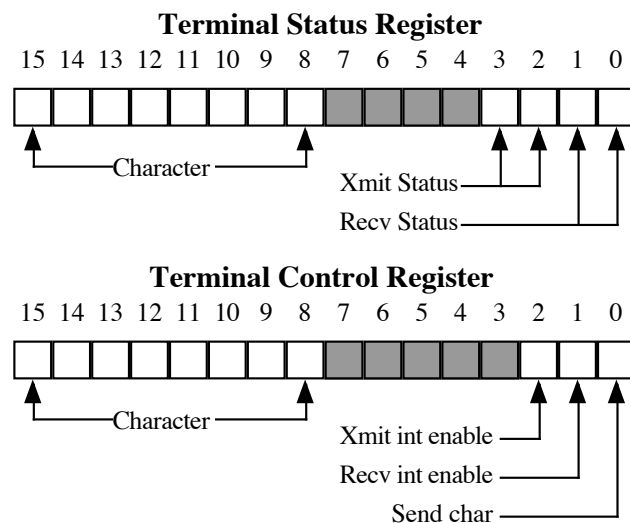 Terminal Status Register
15 14 13 12 11 10 9 8 7 6 5 4 3 2 1 0
Character
Xmit Status
Recv Status
Terminal Control Register
15 14 13 12 11 10 9 8 7 6 5 4 3 2 1 0
Character
Xmit int enable
Recv int enable
Send char